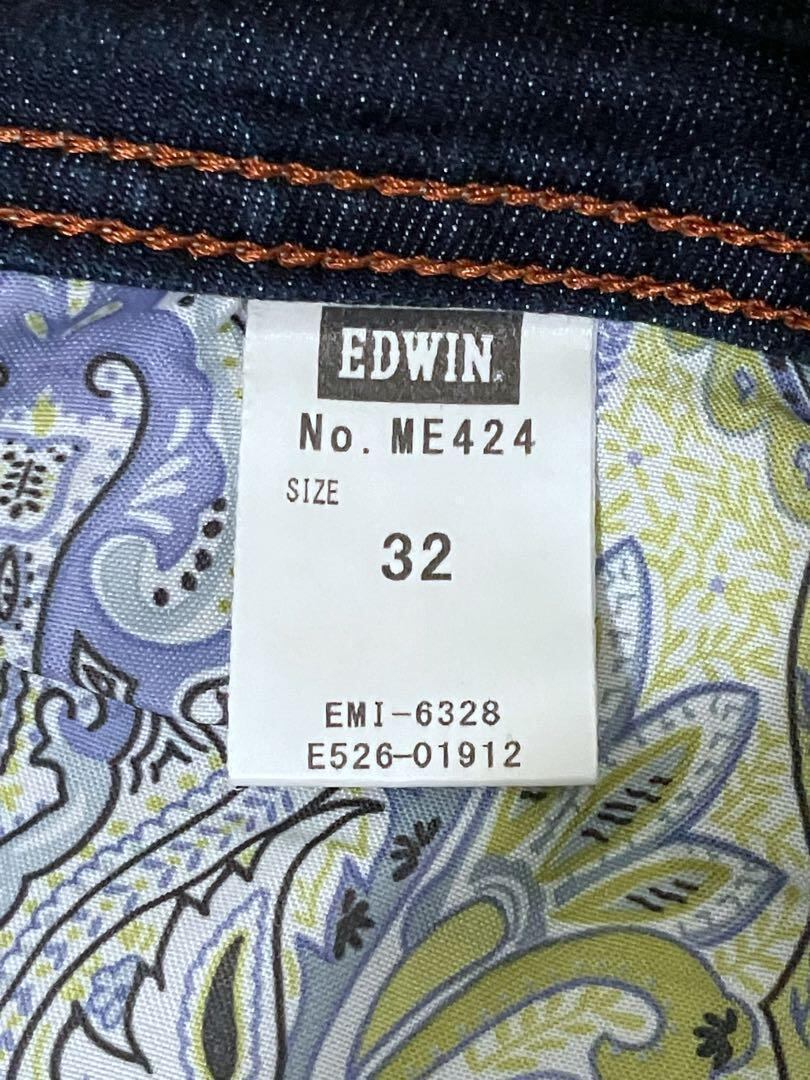 EDWIN
No. ME424
SIZE
32
EMI-6328
E526-01912